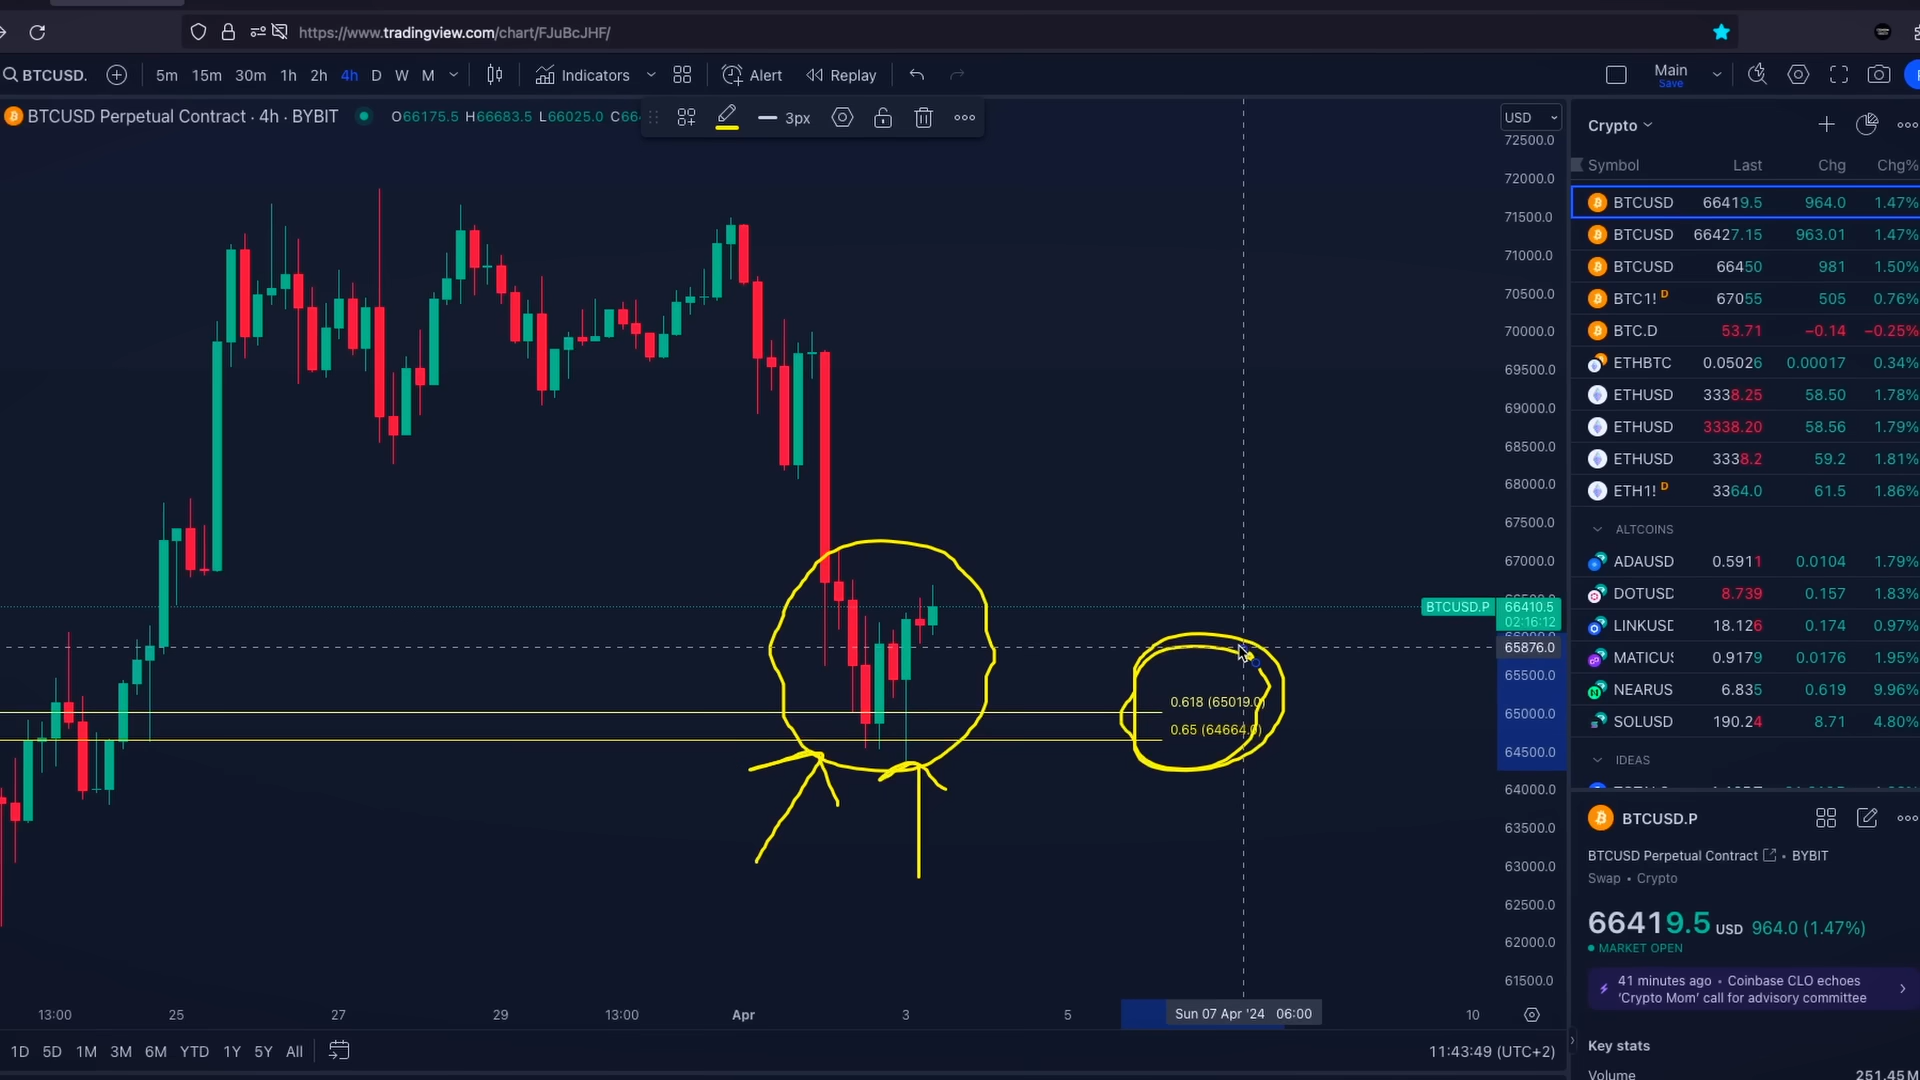 https://www.tradingview.com/chart/FJuBcJHF/
BTCUSD. 5m 15m 30m 1h 2h 4h D W M Indicators Alert Replay Main
Save
BTCUSD Perpetual Contract · 4h · BYBIT O66175.5 H66683.5 L66025.0 3px USD
72500.0
72000.0
71500.0
71000.0
70500.0
70000.0
69500.0
69000.0
68500.0
68000.0
67500.0
67000.0
BTCUSD.P 66410.5
02:16:12
65876.0
65500.0
65000.0
64500.0
64000.0
63500.0
63000.0
62500.0
62000.0
61500.0
0.618 (65019.0)
0.65 (64664.0)
13:00 25 27 29 13:00 Apr 3 5 Sun 07 Apr '24 06:00 10
1D 5D 1M 3M 6M YTD 1Y 5Y All 11:43:49 (UTC+2)
Crypto
Symbol Last Chg Chg%
BTCUSD 66419.5 964.0 1.47%
BTCUSD 66427.15 963.01 1.47%
BTCUSD 66450 981 1.50%
BTC1! D 67055 505 0.76%
BTC.D 53.71 −0.14 −0.25%
ETHBTC 0.05026 0.00017 0.34%
ETHUSD 3338.25 58.50 1.78%
ETHUSD 3338.20 58.56 1.79%
ETHUSD 3338.2 59.2 1.81%
ETH1! D 3364.0 61.5 1.86%
ALTCOINS
ADAUSD 0.5911 0.0104 1.79%
DOTUSD 8.739 0.157 1.83%
LINKUSD 18.126 0.174 0.97%
MATICUS 0.9179 0.0176 1.95%
NEARUS 6.835 0.619 9.96%
SOLUSD 190.24 8.71 4.80%
IDEAS
BTCUSD.P
BTCUSD Perpetual Contract • BYBIT
Swap • Crypto
66419.5 USD 964.0 (1.47%)
MARKET OPEN
41 minutes ago • Coinbase CLO echoes
'Crypto Mom' call for advisory committee
Key stats
Volume 251.45M